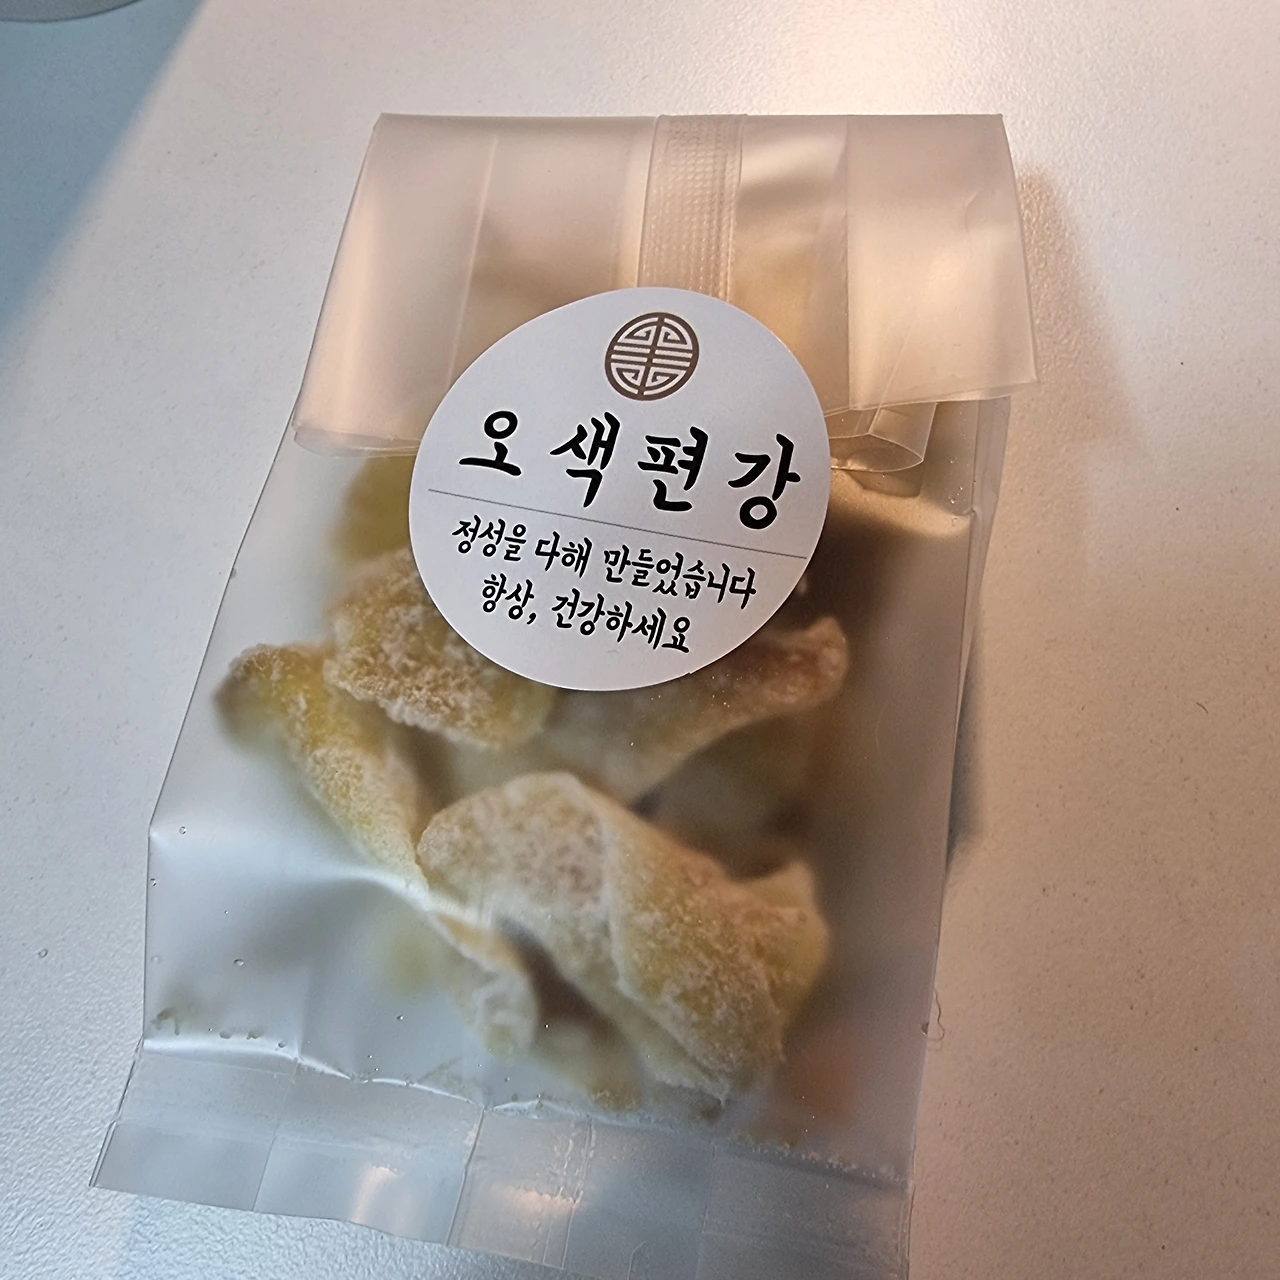 오색편강
정성을 다해 만들었습니다
항상, 건강하세요